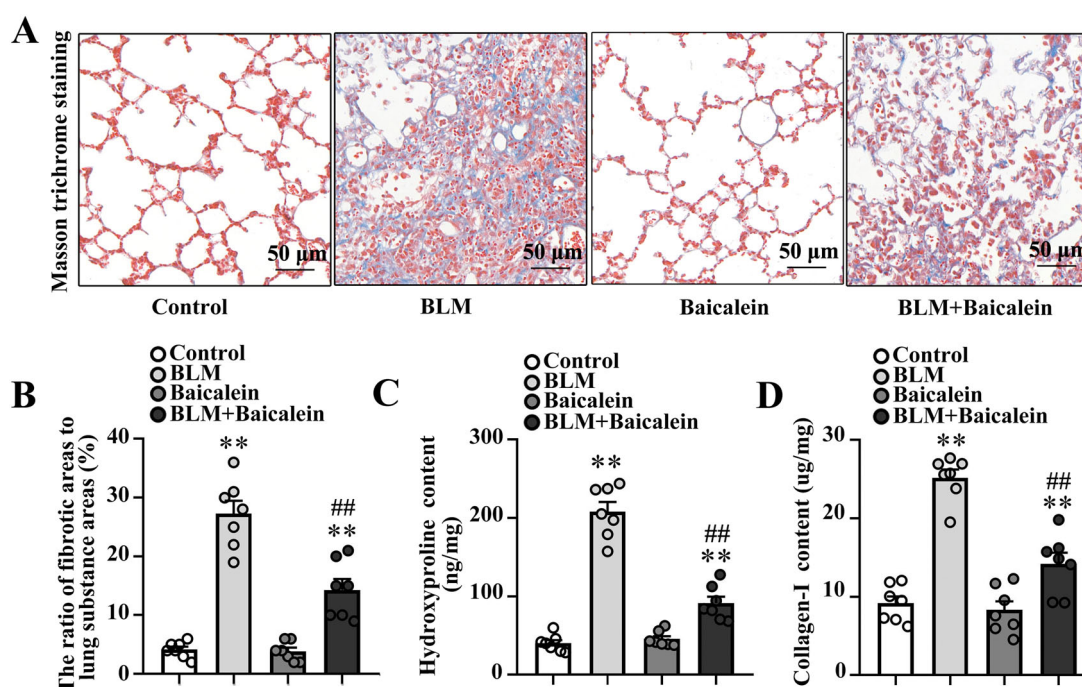 A
Masson trichrome staining
50 µm
50 µm
50 µm
50 µm
Control
BLM
Baicalein
BLM+Baicalein
B
Control
BLM
Baicalein
BLM+Baicalein
The ratio of fibrotic areas to
lung substance areas (%)
40
30
20
10
0
**
##
**
C
Control
BLM
Baicalein
BLM+Baicalein
Hydroxyproline content
(ng/mg)
300
200
100
0
**
##
**
D
Control
BLM
Baicalein
BLM+Baicalein
Collagen-I content (ug/mg)
30
20
10
0
**
##
**